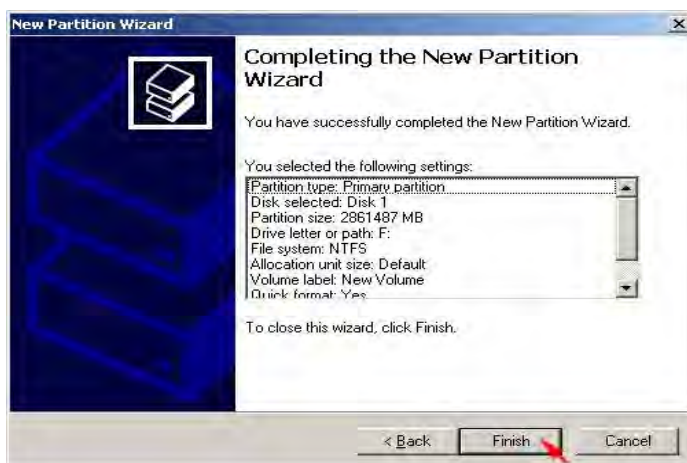 New Partition Wizard
Completing the New Partition
Wizard
You have successfully completed the New Partition Wizard.
You selected the following settings:
Partition type: Primary partition
Disk selected: Disk 1
Partition size: 2861487 MB
Drive letter or path: F:
File system: NTFS
Allocation unit size: Default
Volume label: New Volume
Quick format: Yes
To close this wizard, click Finish.
< Back Finish Cancel